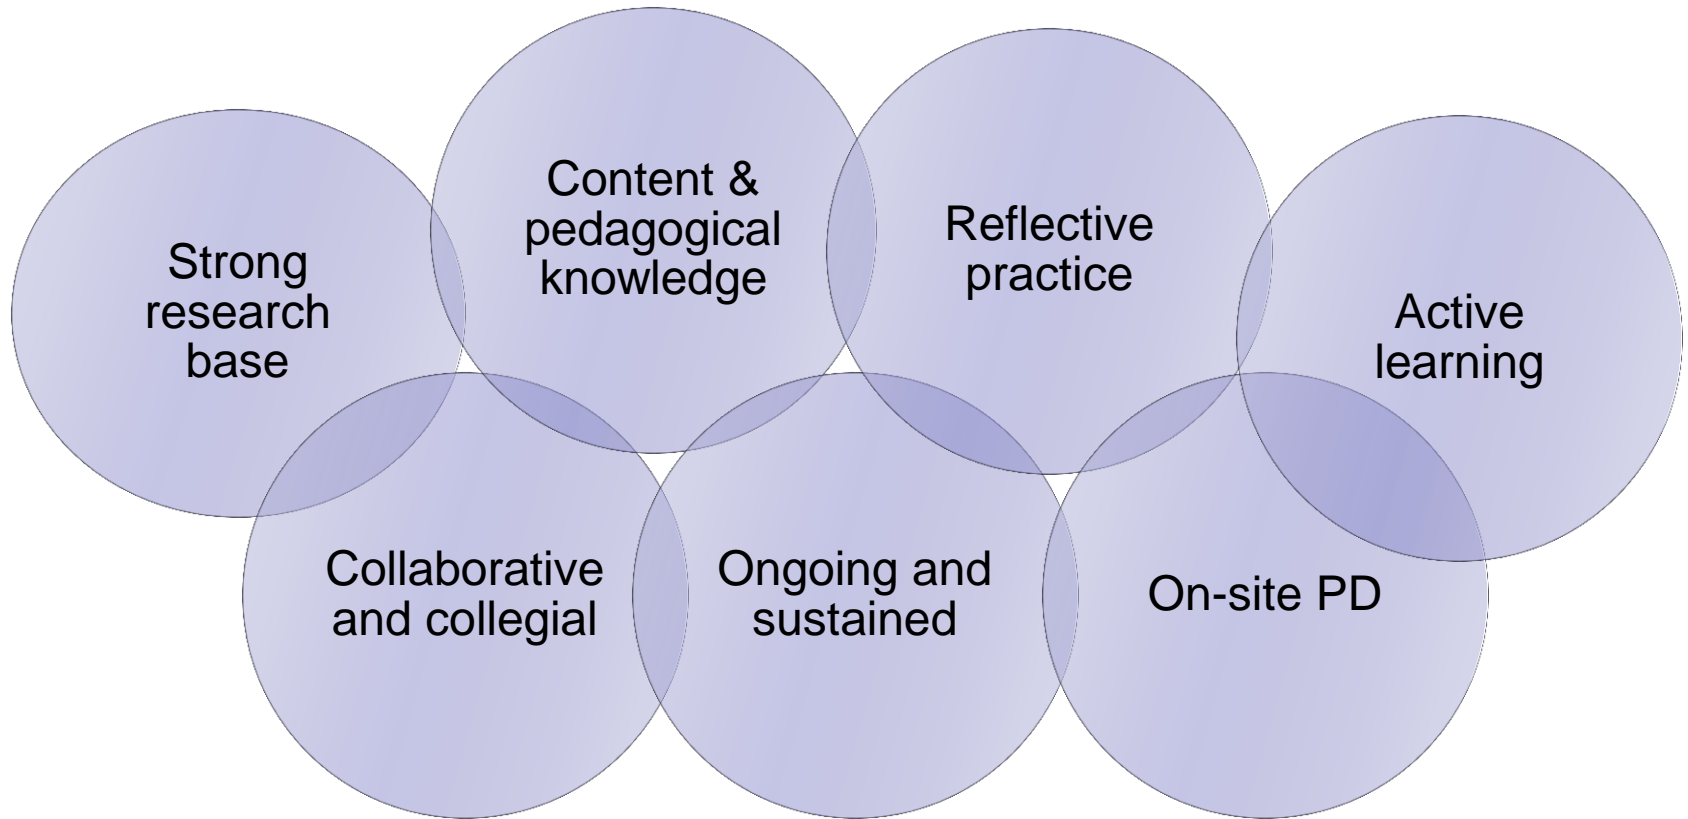 Strong
research
base
Content &
pedagogical
knowledge
Reflective
practice
Active
learning
Collaborative
and collegial
Ongoing and
sustained
On-site PD